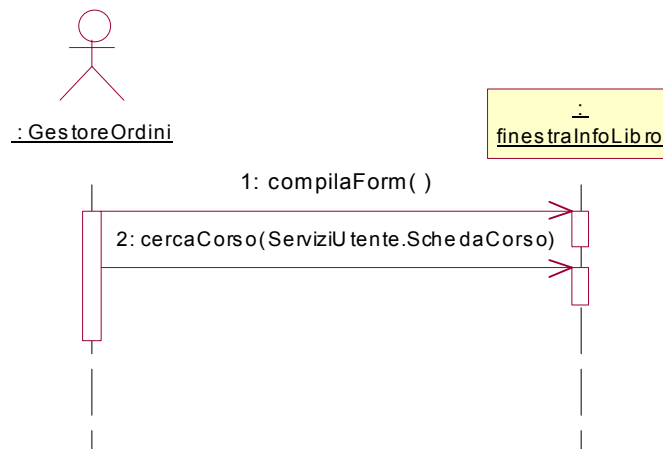 : GestoreOrdini
:
finestraInfoLibro
1: compilaForm( )
2: cercaCorso(ServiziUtente.SchedaCorso)